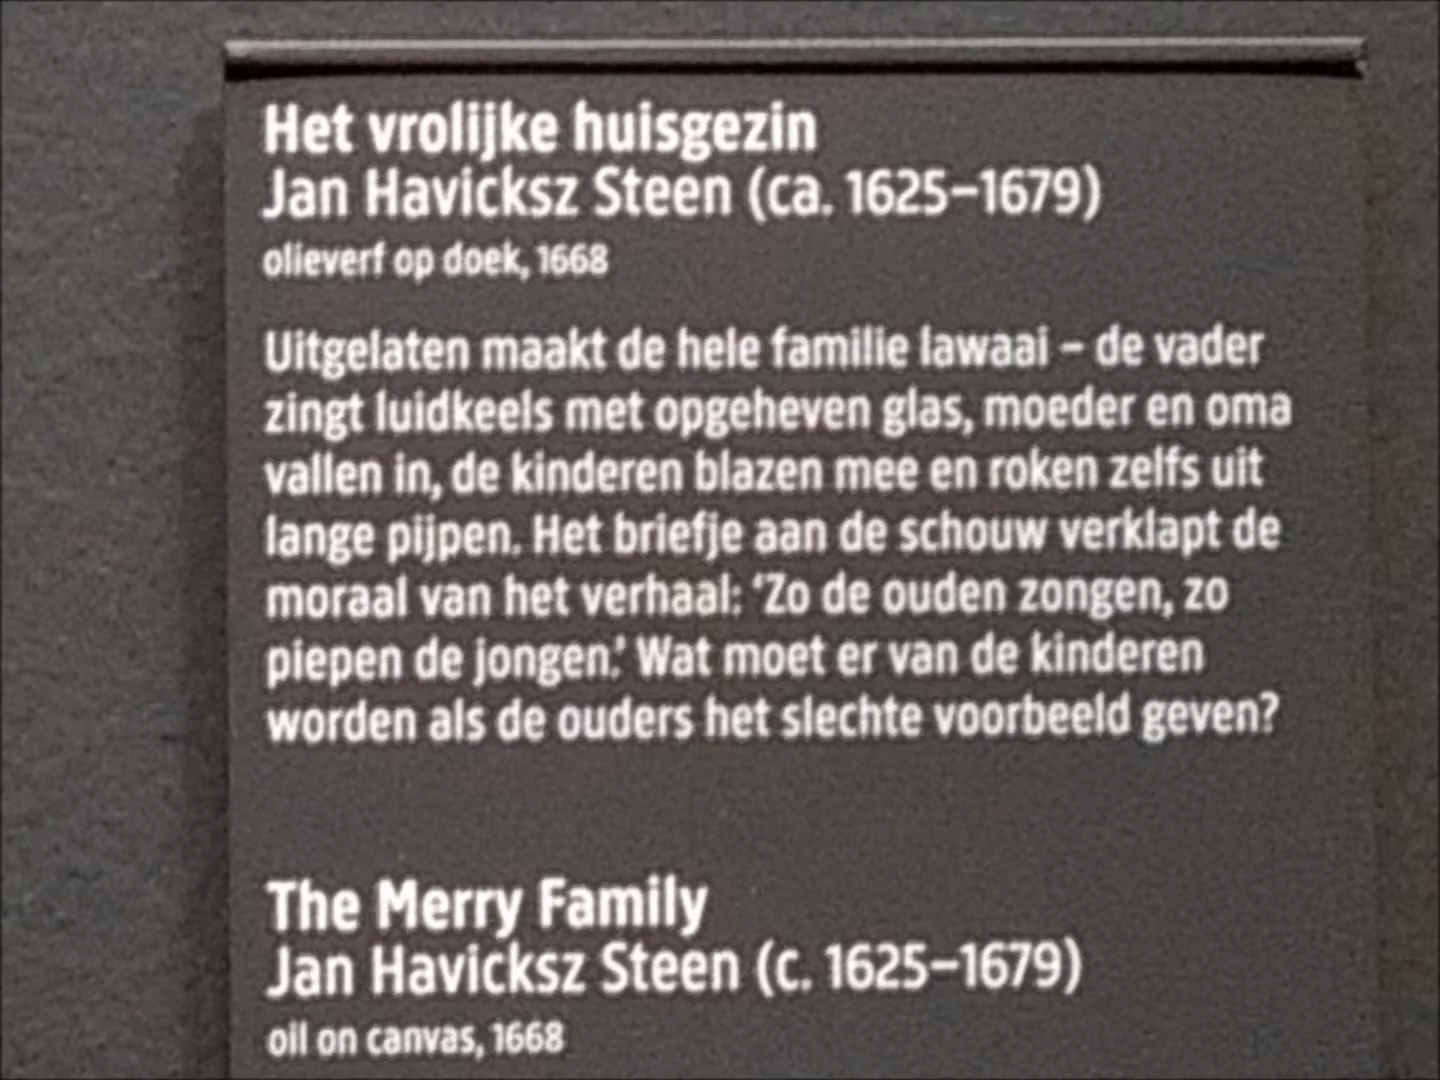 Het vrolijke huisgezin
Jan Havicksz Steen (ca. 1625–1679)
olieverf op doek, 1668
Uitgelaten maakt de hele familie lawaai – de vader
zingt luidkeels met opgeheven glas, moeder en oma
vallen in, de kinderen blazen mee en roken zelfs uit
lange pijpen. Het briefje aan de schouw verklapt de
moraal van het verhaal: ‘Zo de ouden zongen, zo
piepen de jongen.’ Wat moet er van de kinderen
worden als de ouders het slechte voorbeeld geven?
The Merry Family
Jan Havicksz Steen (c. 1625–1679)
oil on canvas, 1668